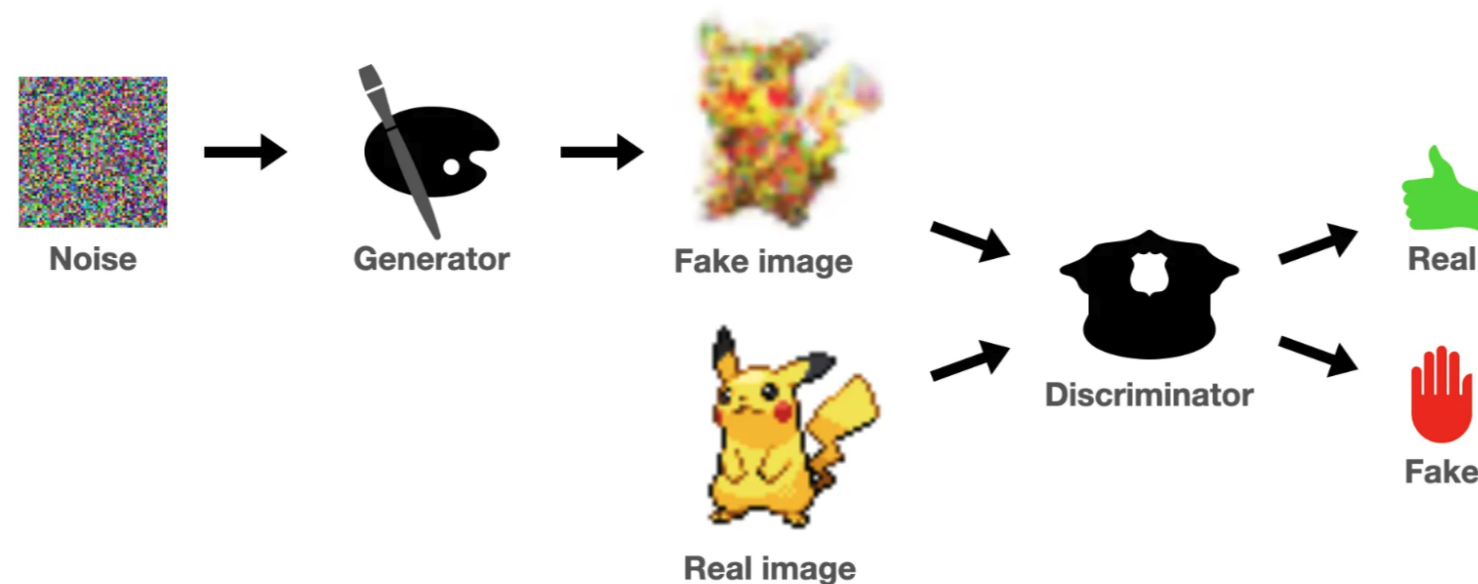 Noise
Generator
Fake image
Real image
Discriminator
Real
Fake